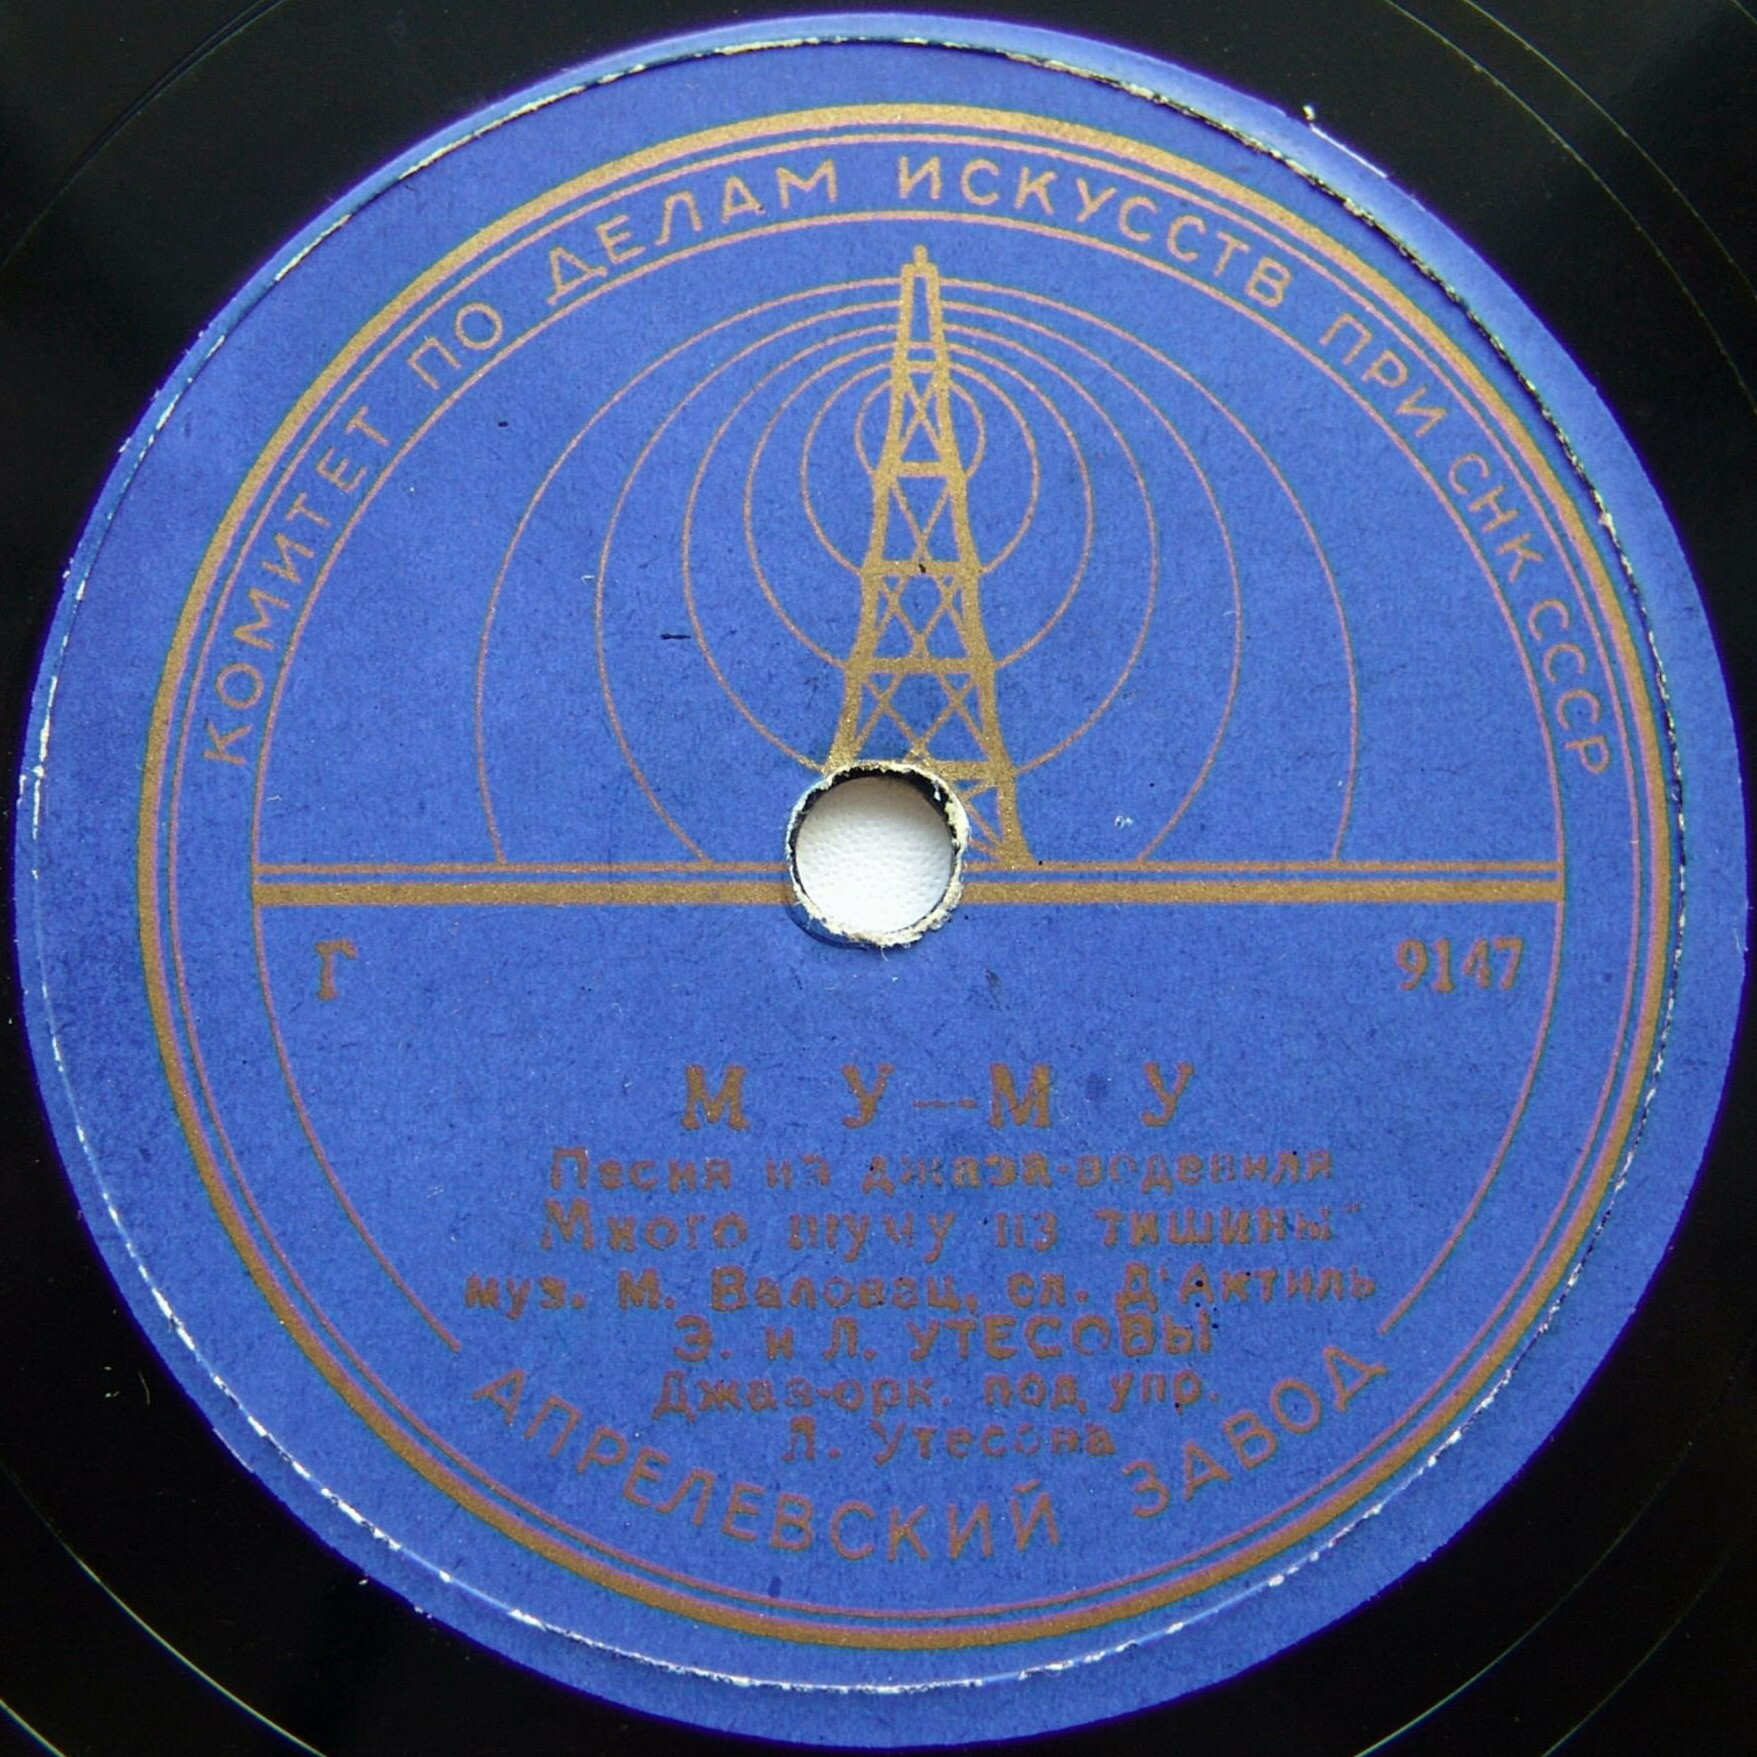 КОМИТЕТ ПО ДЕЛАМ ИСКУССТВ ПРИ СНК СССР
Г 9147
М У—М У
Песня из джаза-водевиля
Много шуму из тишины"
муз. М. Валовац, сл. Д'Актиль
Э. и Л. УТЕСОВЫ
Джаз-орк. под упр.
Л. Утесова
АПРЕЛЕВСКИЙ ЗАВОД